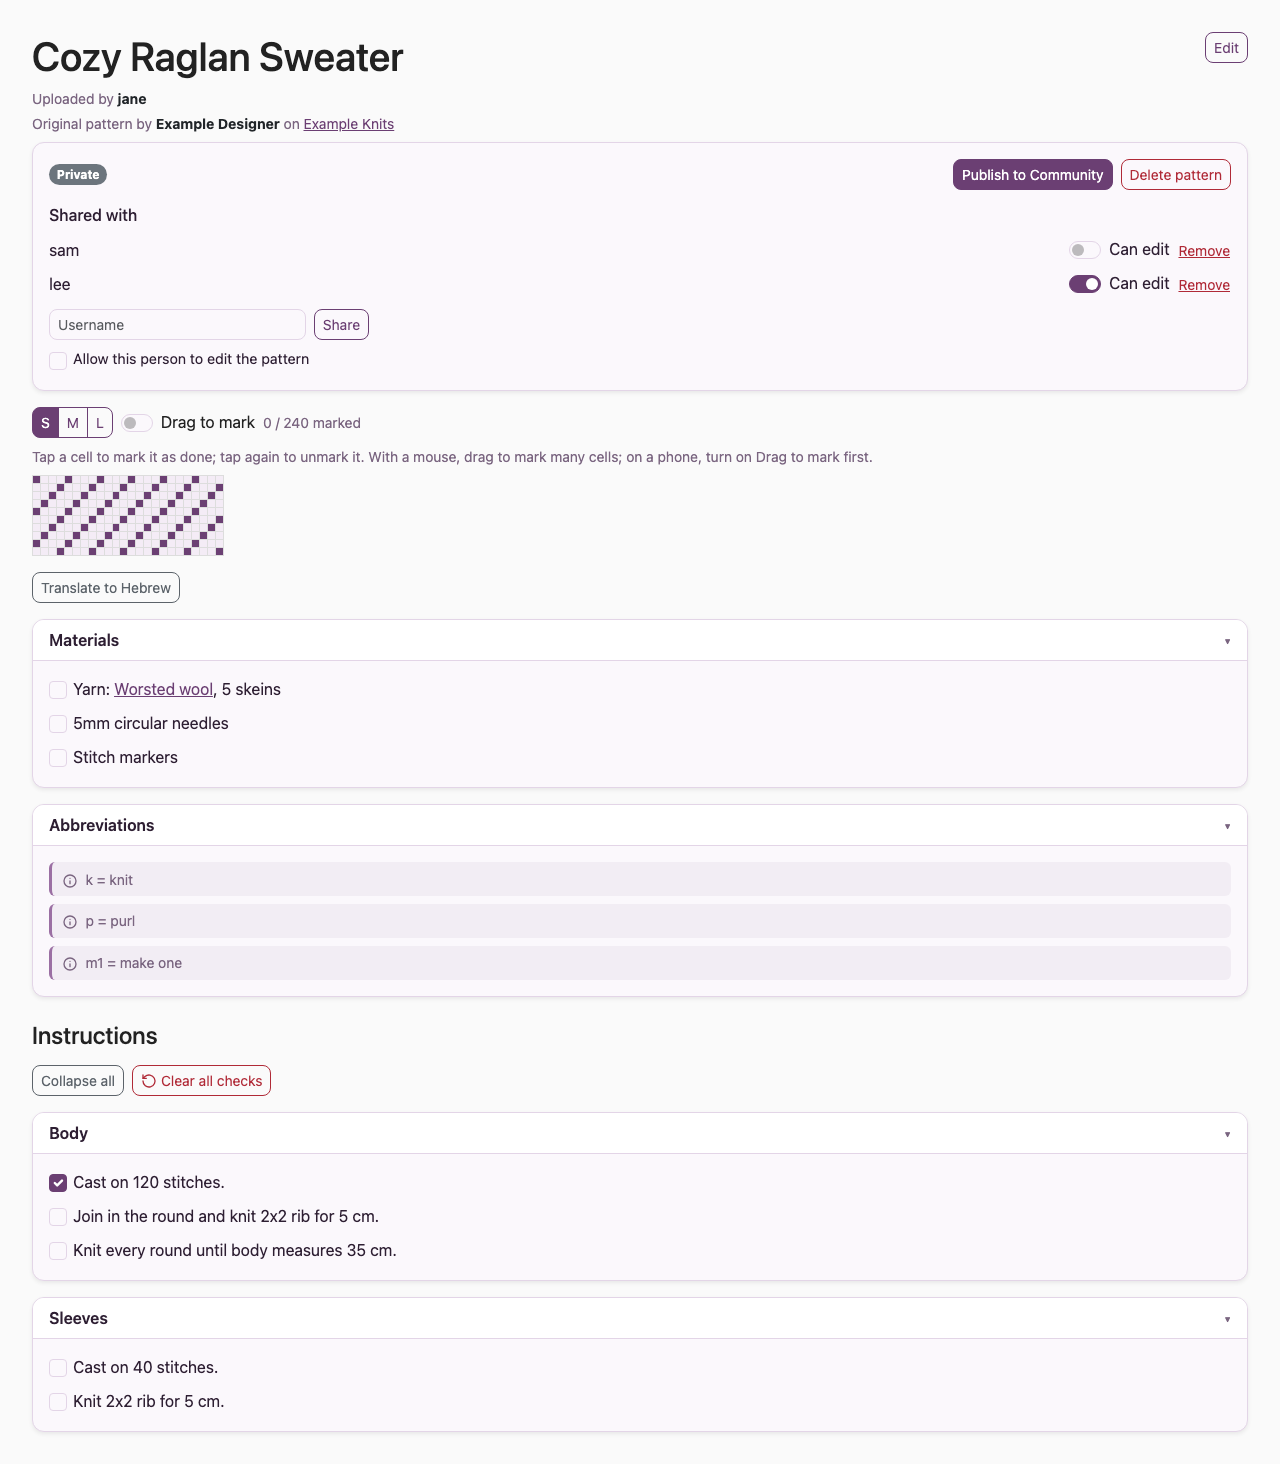 Cozy Raglan Sweater
Edit
Uploaded by jane
Original pattern by Example Designer on Example Knits
Private
Publish to Community
Delete pattern
Shared with
sam
Can edit
Remove
lee
Can edit
Remove
Username
Share
Allow this person to edit the pattern
S M L
Drag to mark
0 / 240 marked
Tap a cell to mark it as done; tap again to unmark it. With a mouse, drag to mark many cells; on a phone, turn on Drag to mark first.
Translate to Hebrew
Materials
Yarn: Worsted wool, 5 skeins
5mm circular needles
Stitch markers
Abbreviations
k = knit
p = purl
m1 = make one
Instructions
Collapse all
Clear all checks
Body
Cast on 120 stitches.
Join in the round and knit 2x2 rib for 5 cm.
Knit every round until body measures 35 cm.
Sleeves
Cast on 40 stitches.
Knit 2x2 rib for 5 cm.